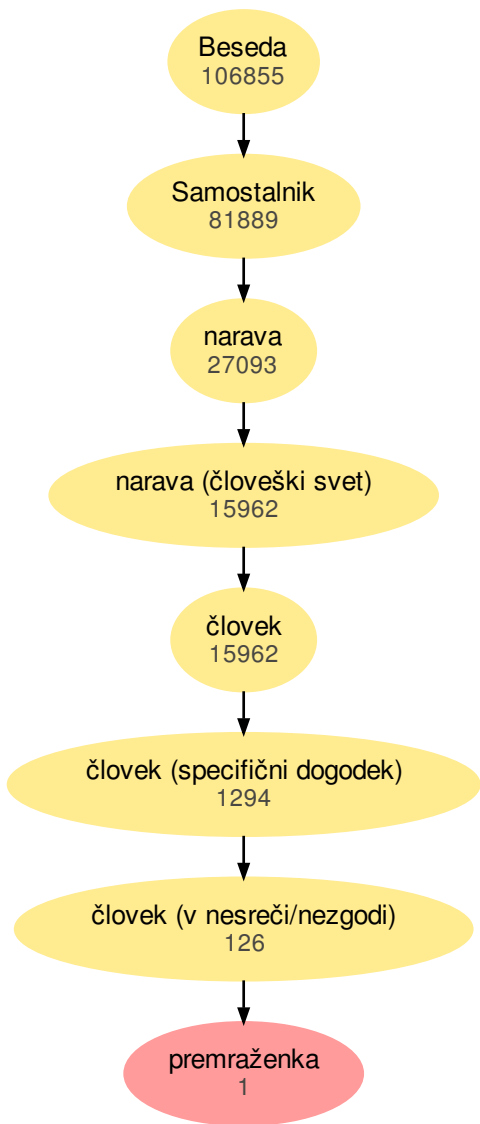 Beseda
106855
Samostalnik
81889
narava
27093
narava (človeški svet)
15962
človek
15962
človek (specifični dogodek)
1294
človek (v nesreči/nezgodi)
126
premraženka
1